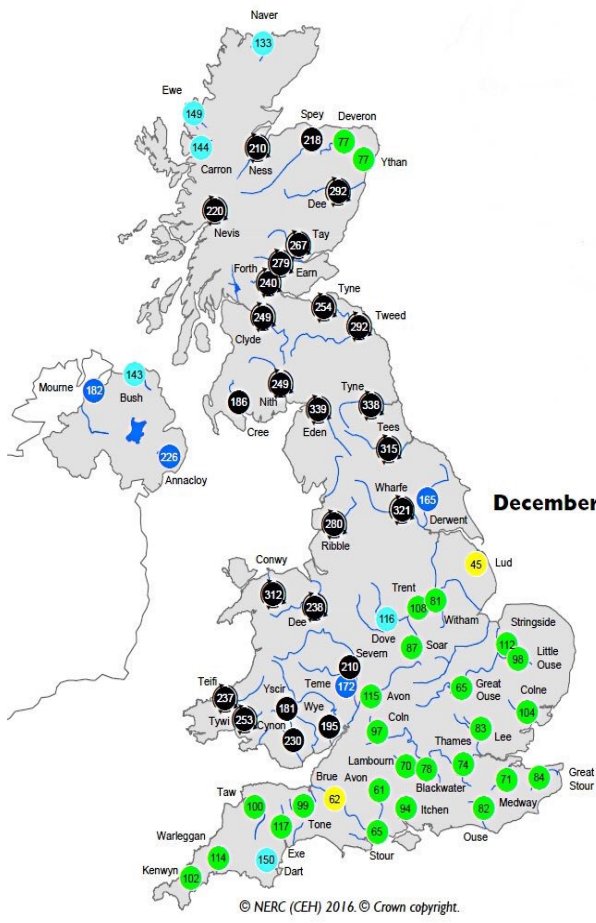 Naver
133
Ewe
149
Spey
Deveron
218
77
144
210
77
Carron
Ness
Ythan
292
Dee
220
Nevis
Tay
267
279
Forth
Earn
240
Tyne
254
249
Tweed
292
Clyde
143
Mourne
182
Bush
249
186
Nith
Cree
Tyne
339
338
Eden
Tees
315
226
Annacloy
Wharfe
165
December
321
Derwent
280
Ribble
45
Lud
Conwy
312
Trent
81
108
238
Dee
116
Witham
Dove
Stringside
87
Soar
112
Severn
Little
Ouse
98
210
Teme
172
Teifi
237
Yscir
115
Avon
65
Great
Ouse
Colne
181
Wye
104
Tywi
253
Cynon
195
Coln
97
230
83
Lee
Thames
Lambourn
70
78
74
Blackwater
71
84
Great
Stour
Brue
Avon
62
61
Medway
Taw
100
99
94
Itchen
82
Ouse
Tone
117
65
Stour
Warleggan
114
Exe
150
Dart
Kenwyn
102
© NERC (CEH) 2016. © Crown copyright.